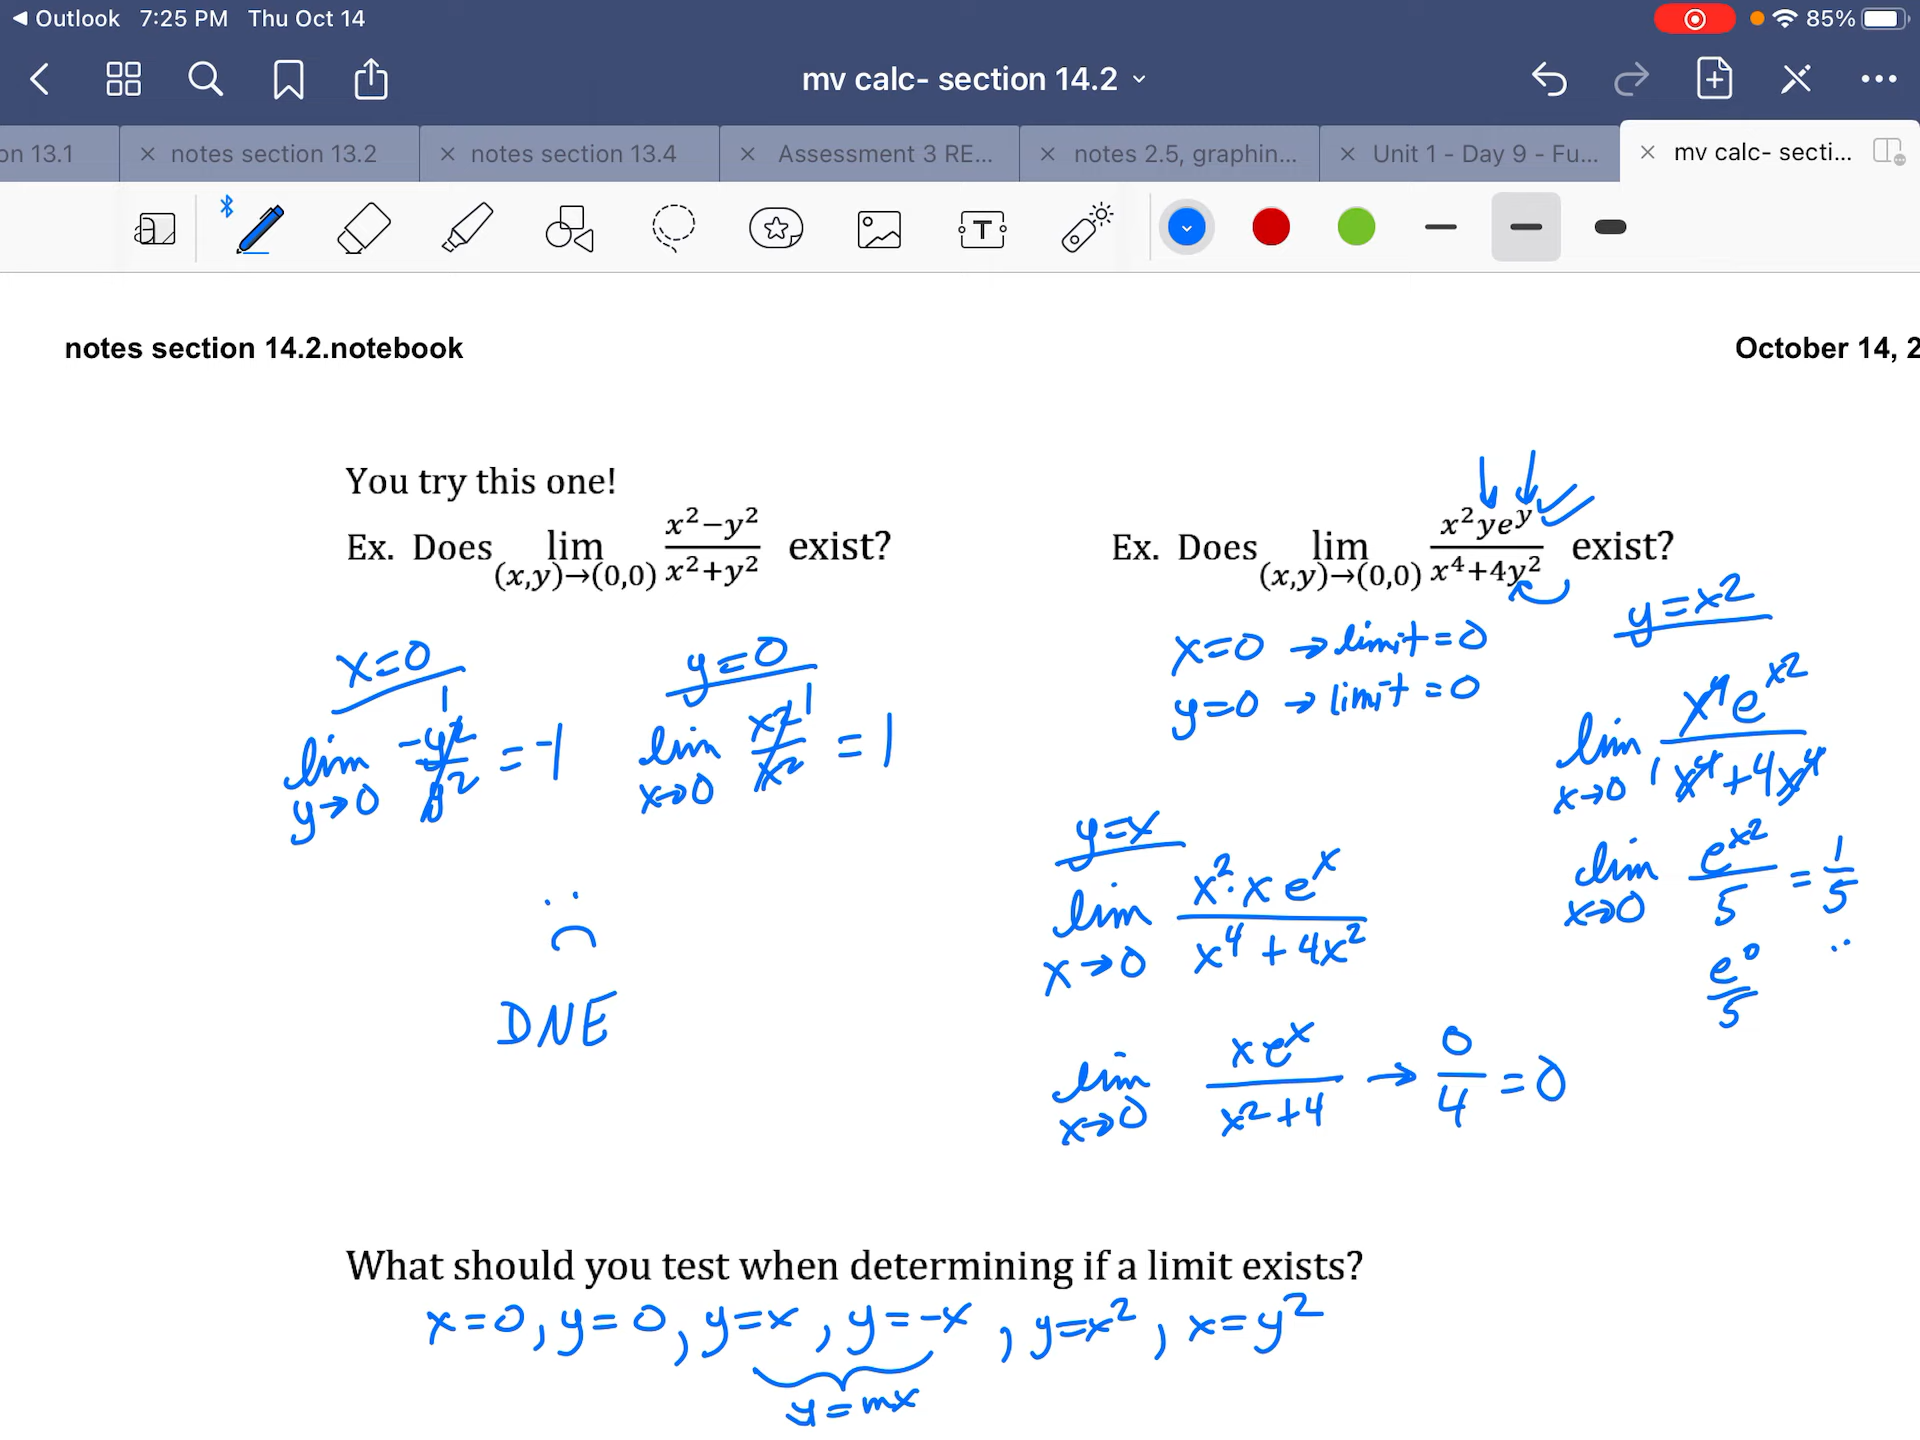 Outlook 7:25 PM Thu Oct 14 85%
mv calc- section 14.2
on 13.1 × notes section 13.2 × notes section 13.4 × Assessment 3 RE... × notes 2.5, graphin... × Unit 1 - Day 9 - Fu... × mv calc- secti...
notes section 14.2.notebook
October 14, 2
You try this one!
Ex. Does lim (x,y)→(0,0) x²−y² / x²+y² exist?
x=0
lim y→0 -y²/y² 1 = -1
y=0
lim x→0 x²/x² 1 = 1
DNE
Ex. Does lim (x,y)→(0,0) x²yeʸ / x⁴+4y² exist?
x=0 → limit = 0
y=0 → limit = 0
y=x
lim x→0 x²·x eˣ / x⁴ + 4x²
lim x→0 x eˣ / x²+4 → 0/4 = 0
y=x²
lim x→0 x⁴e^x² / 1 x⁴+4x⁴
lim x→0 e^x² / 5 = 1/5
e⁰/5
What should you test when determining if a limit exists?
x=0, y=0, y=x, y=-x, y=x², x=y²
y=mx